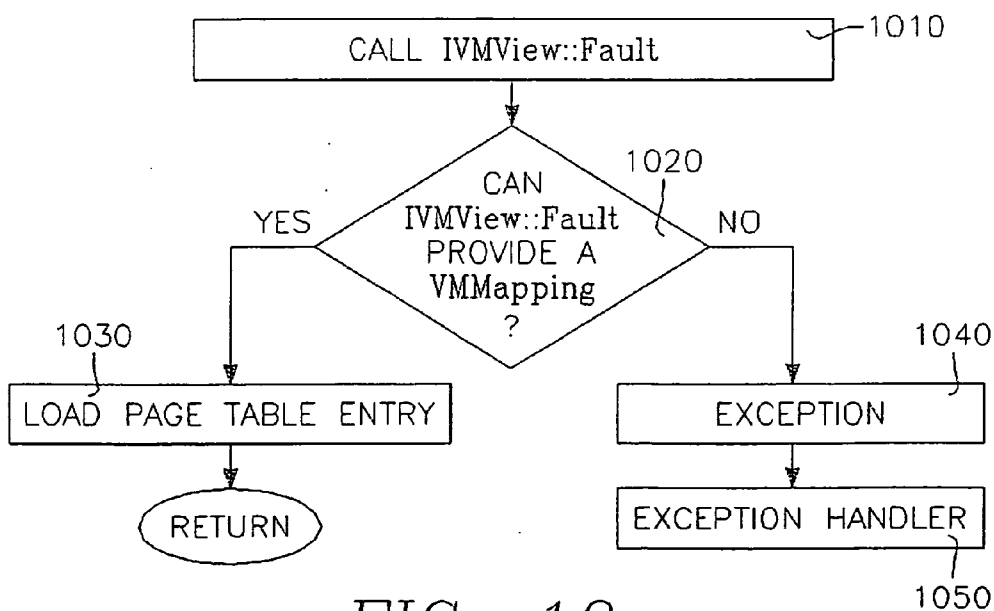 CALL IVMView::Fault
1010
CAN
IVMView::Fault
PROVIDE A
VMMapping
?
1020
YES
NO
1030
LOAD PAGE TABLE ENTRY
RETURN
1040
EXCEPTION
EXCEPTION HANDLER
1050